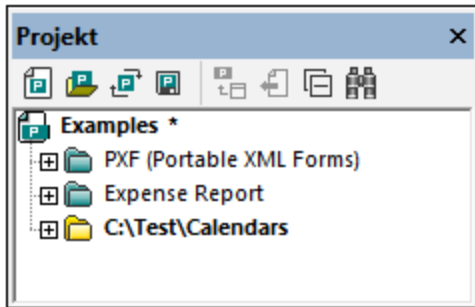 Projekt
Examples *
PXF (Portable XML Forms)
Expense Report
C:\Test\Calendars